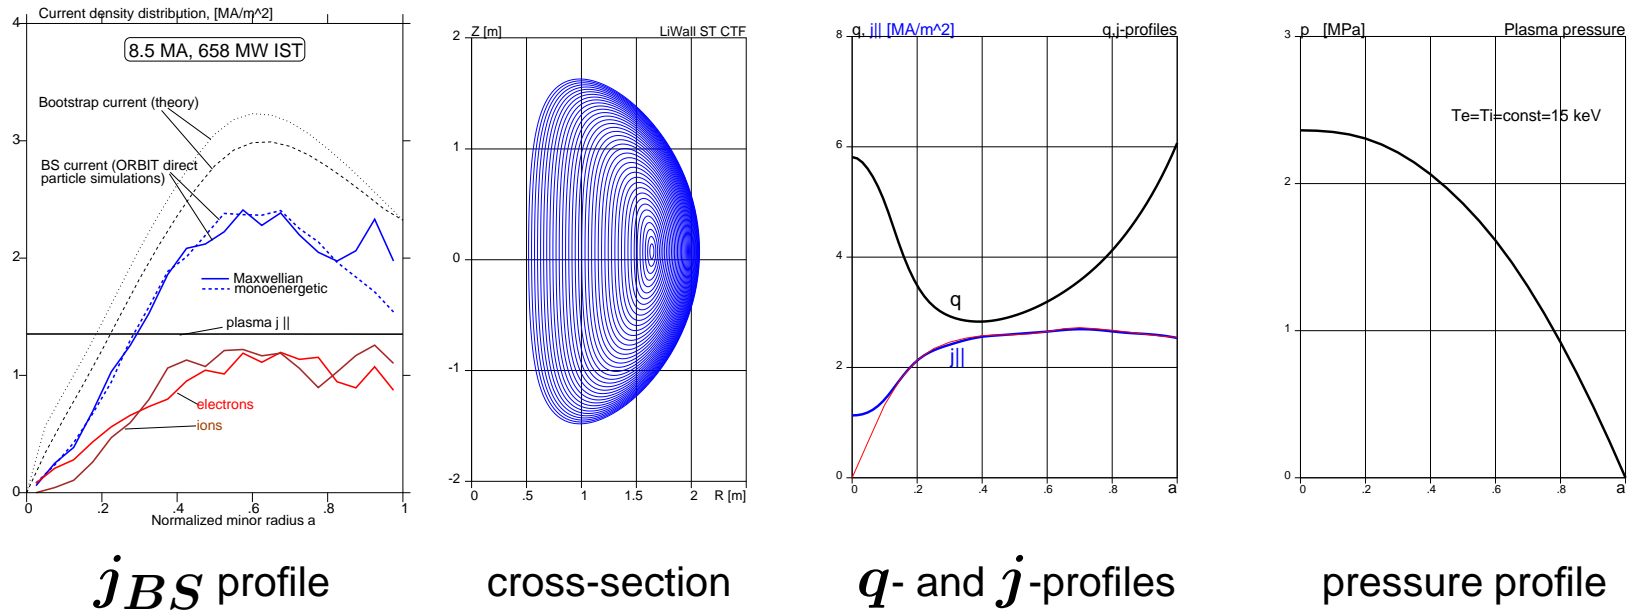 Current density distribution, [MA/m^2]
4
8.5 MA, 658 MW IST
Bootstrap current (theory)
3
BS current (ORBIT direct
particle simulations)
2
Maxwellian
monoenergetic
plasma j ||
1
electrons
ions
0
0 .2 .4 .6 .8 1
Normalized minor radius a
j BS profile
Z [m] LiWall ST CTF
2
1
0
-1
-2
0 .5 1 1.5 2 R [m]
cross-section
q, j|| [MA/m^2] q,j-profiles
8
6
4
q
j||
2
0
0 .2 .4 .6 .8 a
q- and j-profiles
p [MPa] Plasma pressure
3
Te=Ti=const=15 keV
2
1
0
0 .2 .4 .6 .8 a
pressure profile